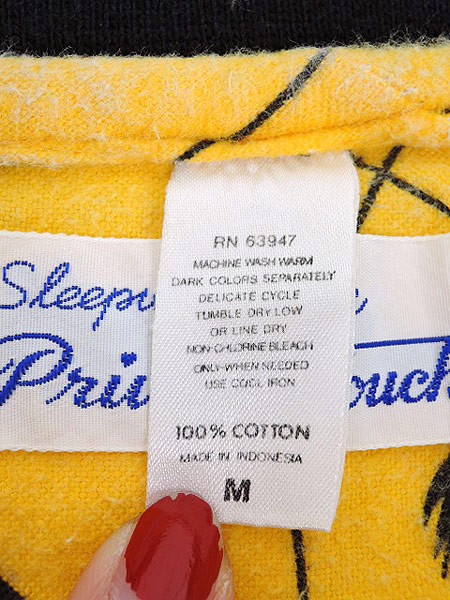 RN 63947
MACHINE WASH WARM
DARK COLORS SEPARATELY
DELICATE CYCLE
TUMBLE DRY LOW
OR LINE DRY
NON-CHLORINE BLEACH
ONLY-WHEN NEEDED
USE COOL IRON
100% COTTON
MADE IN INDONESIA
M